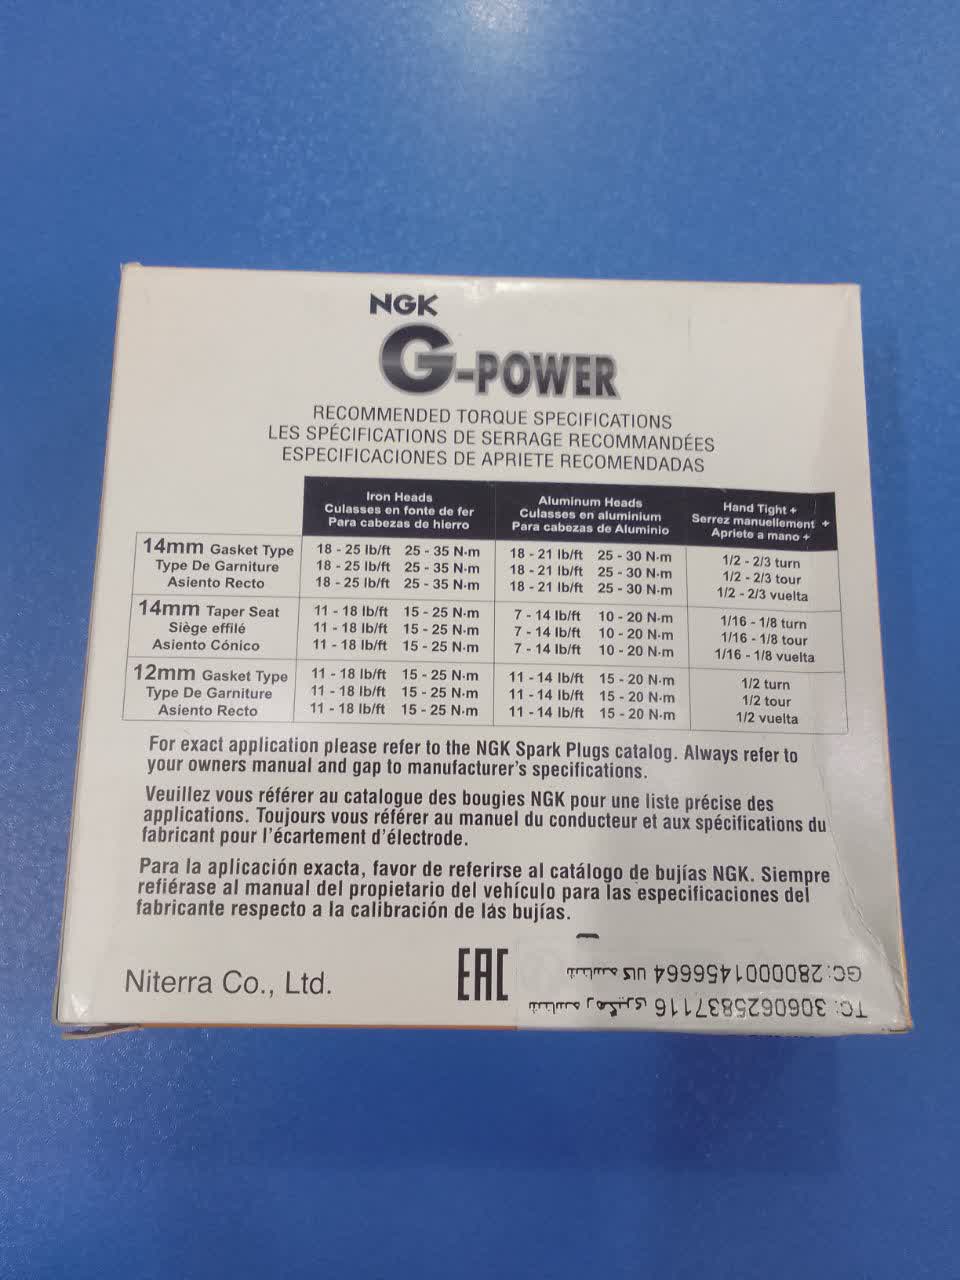 NGK
G-POWER
RECOMMENDED TORQUE SPECIFICATIONS
LES SPÉCIFICATIONS DE SERRAGE RECOMMANDÉES
ESPECIFICACIONES DE APRIETE RECOMENDADAS
Iron Heads
Culasses en fonte de fer
Para cabezas de hierro
Aluminum Heads
Culasses en aluminium
Para cabezas de Aluminio
Hand Tight +
Serrez manuellement +
Apriete a mano +
14mm Gasket Type 18 - 25 lb/ft 25 - 35 N·m 18 - 21 lb/ft 25 - 30 N·m 1/2 - 2/3 turn
Type De Garniture 18 - 25 lb/ft 25 - 35 N·m 18 - 21 lb/ft 25 - 30 N·m 1/2 - 2/3 tour
Asiento Recto 18 - 25 lb/ft 25 - 35 N·m 18 - 21 lb/ft 25 - 30 N·m 1/2 - 2/3 vuelta
14mm Taper Seat 11 - 18 lb/ft 15 - 25 N·m 7 - 14 lb/ft 10 - 20 N·m 1/16 - 1/8 turn
Siège effilé 11 - 18 lb/ft 15 - 25 N·m 7 - 14 lb/ft 10 - 20 N·m 1/16 - 1/8 tour
Asiento Cónico 11 - 18 lb/ft 15 - 25 N·m 7 - 14 lb/ft 10 - 20 N·m 1/16 - 1/8 vuelta
12mm Gasket Type 11 - 18 lb/ft 15 - 25 N·m 11 - 14 lb/ft 15 - 20 N·m 1/2 turn
Type De Garniture 11 - 18 lb/ft 15 - 25 N·m 11 - 14 lb/ft 15 - 20 N·m 1/2 tour
Asiento Recto 11 - 18 lb/ft 15 - 25 N·m 11 - 14 lb/ft 15 - 20 N·m 1/2 vuelta
For exact application please refer to the NGK Spark Plugs catalog. Always refer to
your owners manual and gap to manufacturer's specifications.
Veuillez vous référer au catalogue des bougies NGK pour une liste précise des
applications. Toujours vous référer au manuel du conducteur et aux spécifications du
fabricant pour l'écartement d'électrode.
Para la aplicación exacta, favor de referirse al catálogo de bujías NGK. Siempre
refiérase al manual del propietario del vehículo para las especificaciones del
fabricante respecto a la calibración de las bujías.
Niterra Co., Ltd.
EAC
TC: 3060625837116 شناسه رهگیری
GC: 2800001456664 شناسه کالا